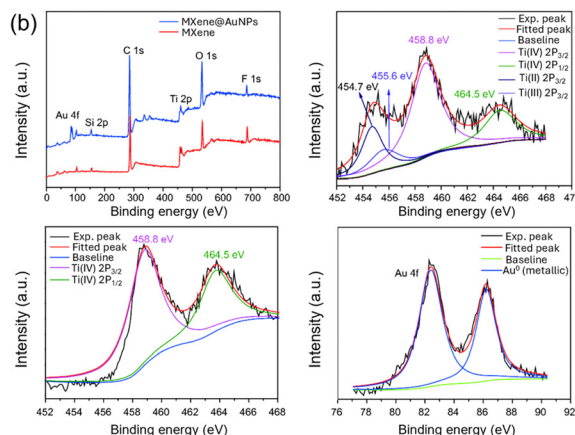 (b)
Intensity (a.u.)
MXene@AuNPs
MXene
C 1s
O 1s
Ti 2p
F 1s
Au 4f
Si 2p
0 100 200 300 400 500 600 700 800
Binding energy (eV)
Intensity (a.u.)
458.8 eV
Exp. peak
Fitted peak
Baseline
Ti(IV) 2P3/2
Ti(IV) 2P1/2
Ti(II) 2P3/2
Ti(III) 2P3/2
454.7 eV
455.6 eV
464.5 eV
452 454 456 458 460 462 464 466 468 47
Binding energy (eV)
Intensity (a.u.)
Exp. peak
Fitted peak
Baseline
Ti(IV) 2P3/2
Ti(IV) 2P1/2
458.8 eV
464.5 eV
452 454 456 458 460 462 464 466 468
Binding energy (eV)
Intensity (a.u.)
Au 4f
Exp. peak
Fitted peak
Baseline
Au0 (metallic)
76 78 80 82 84 86 88 90 92
Binding energy (eV)